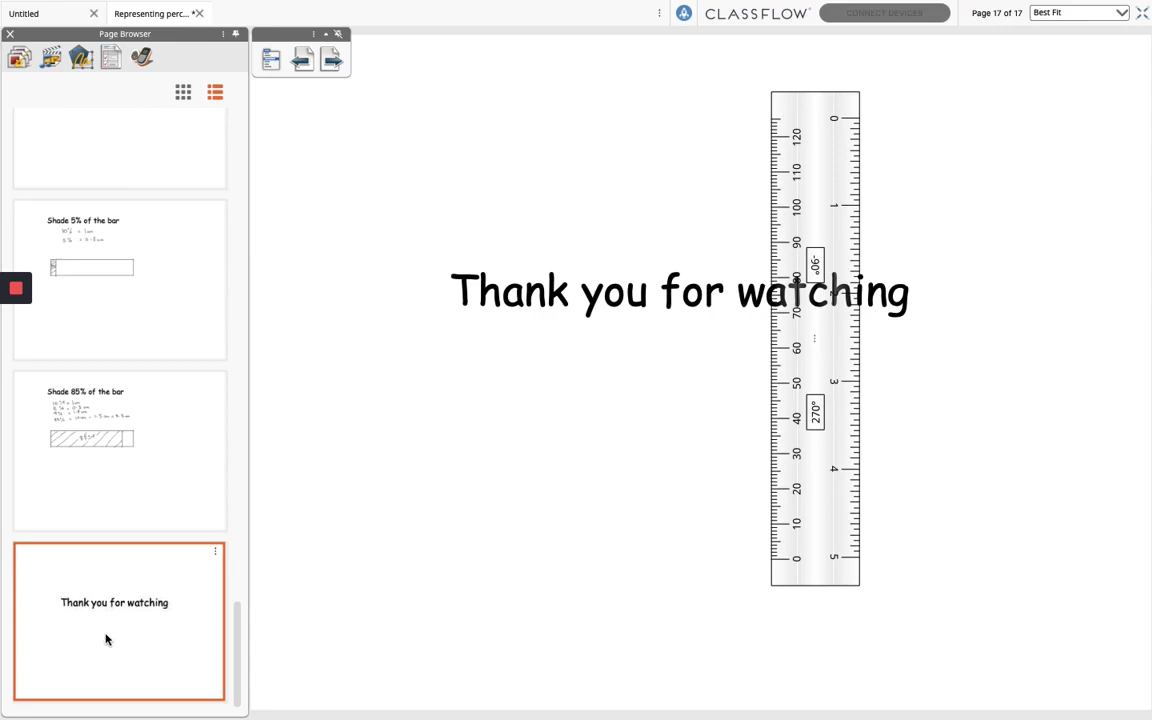 Untitled
Representing perc... *
CLASSFLOW
CONNECT DEVICES
Page 17 of 17
Best Fit
Page Browser
Shade 5% of the bar
Shade 85% of the bar
85%
Thank you for watching
Thank you for watching
0 10 20 30 40 50 60 70 80 90 100 110 120
0 1 2 3 4 5
-90°
270°